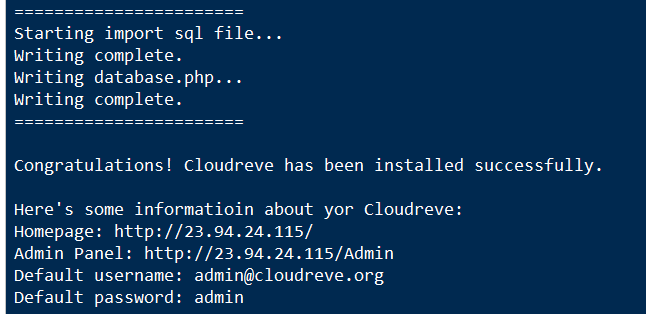 =======================
Starting import sql file...
Writing complete.
Writing database.php...
Writing complete.
=======================
Congratulations! Cloudreve has been installed successfully.
Here's some informatioin about yor Cloudreve:
Homepage: http://23.94.24.115/
Admin Panel: http://23.94.24.115/Admin
Default username: admin@cloudreve.org
Default password: admin